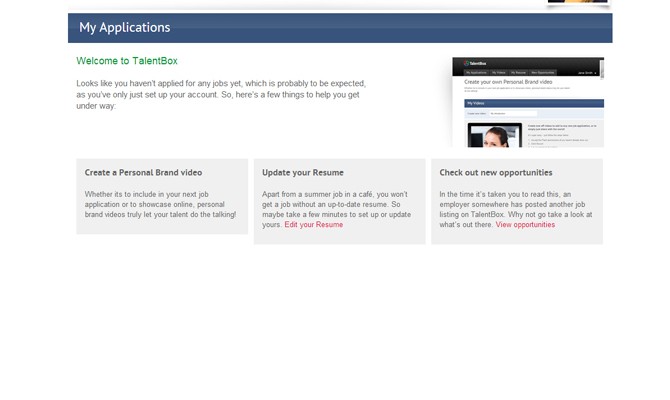 My Applications
Welcome to TalentBox
Looks like you haven't applied for any jobs yet, which is probably to be expected,
as you've only just set up your account. So, here's a few things to help you get
under way:
TalentBox
My Applications My Videos My Resume New Opportunities
Create your own Personal Brand video
My Videos
Create a Personal Brand video
Whether its to include in your next job
application or to showcase online, personal
brand videos truly let your talent do the talking!
Update your Resume
Apart from a summer job in a café, you won't
get a job without an up-to-date resume. So
maybe take a few minutes to set up or update
yours. Edit your Resume
Check out new opportunities
In the time it's taken you to read this, an
employer somewhere has posted another job
listing on TalentBox. Why not go take a look at
what's out there. View opportunities